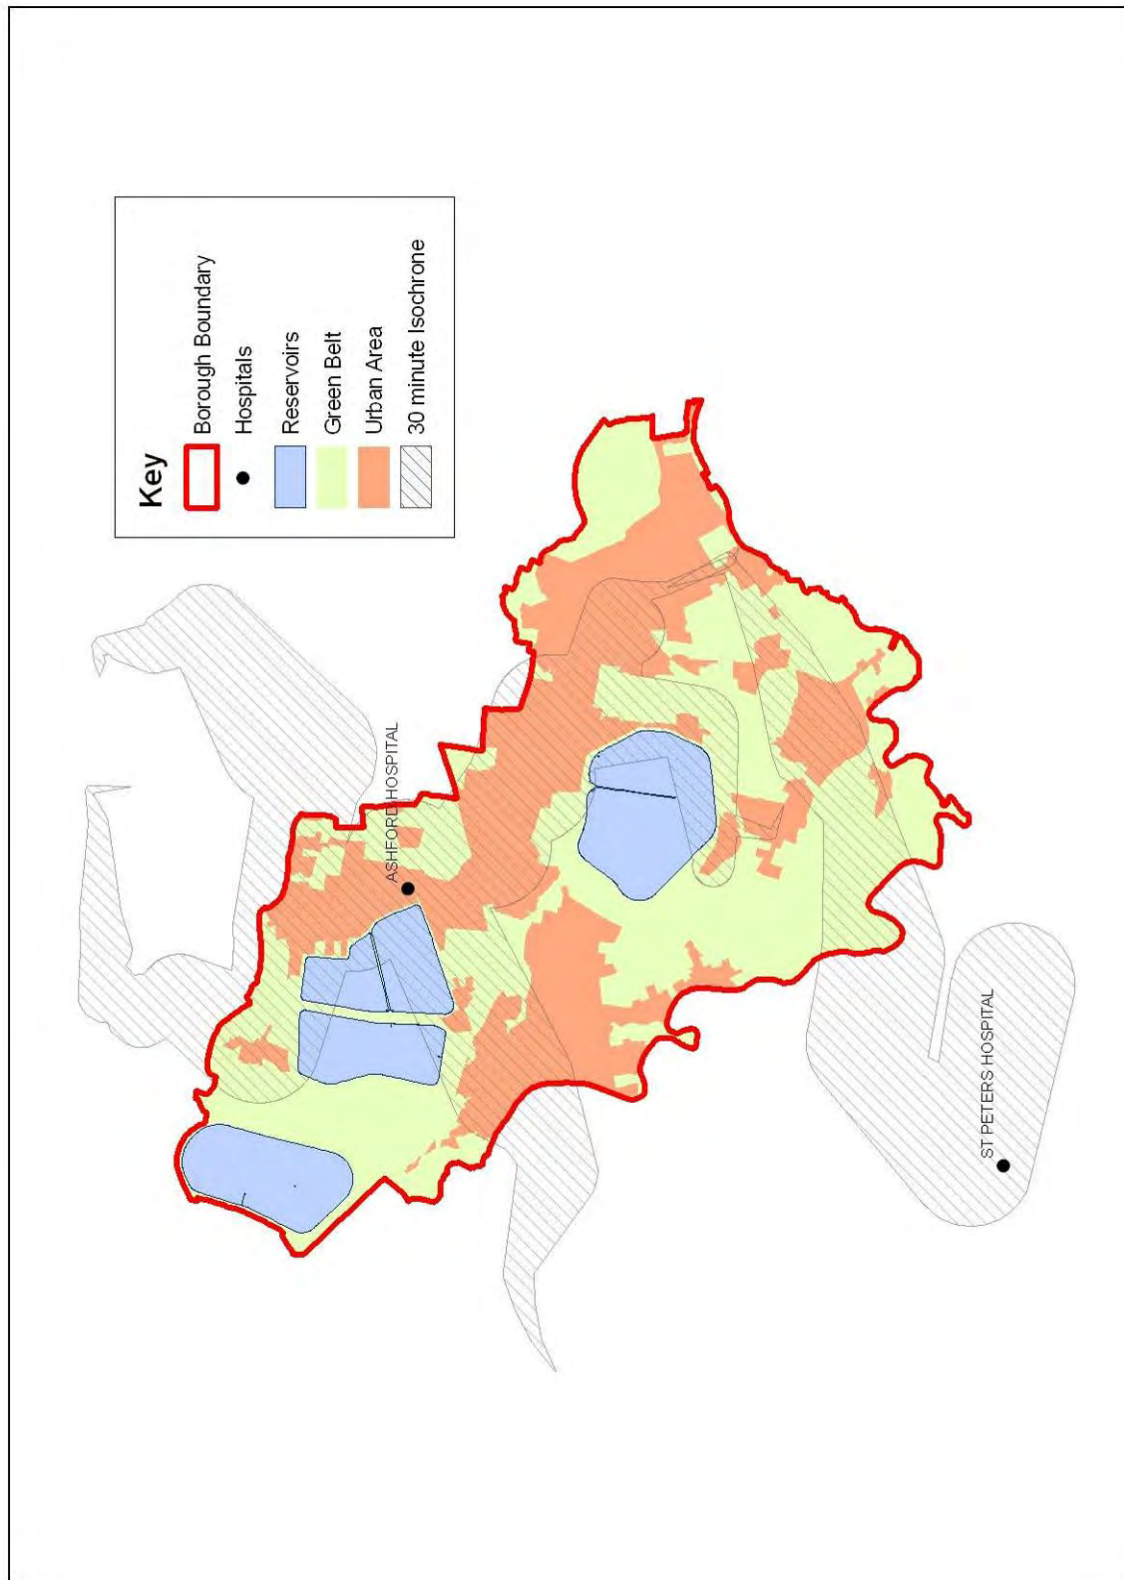 Key
Borough Boundary
Hospitals
Reservoirs
Green Belt
Urban Area
30 minute Isochrone
ASHFORD HOSPITAL
ST PETERS HOSPITAL